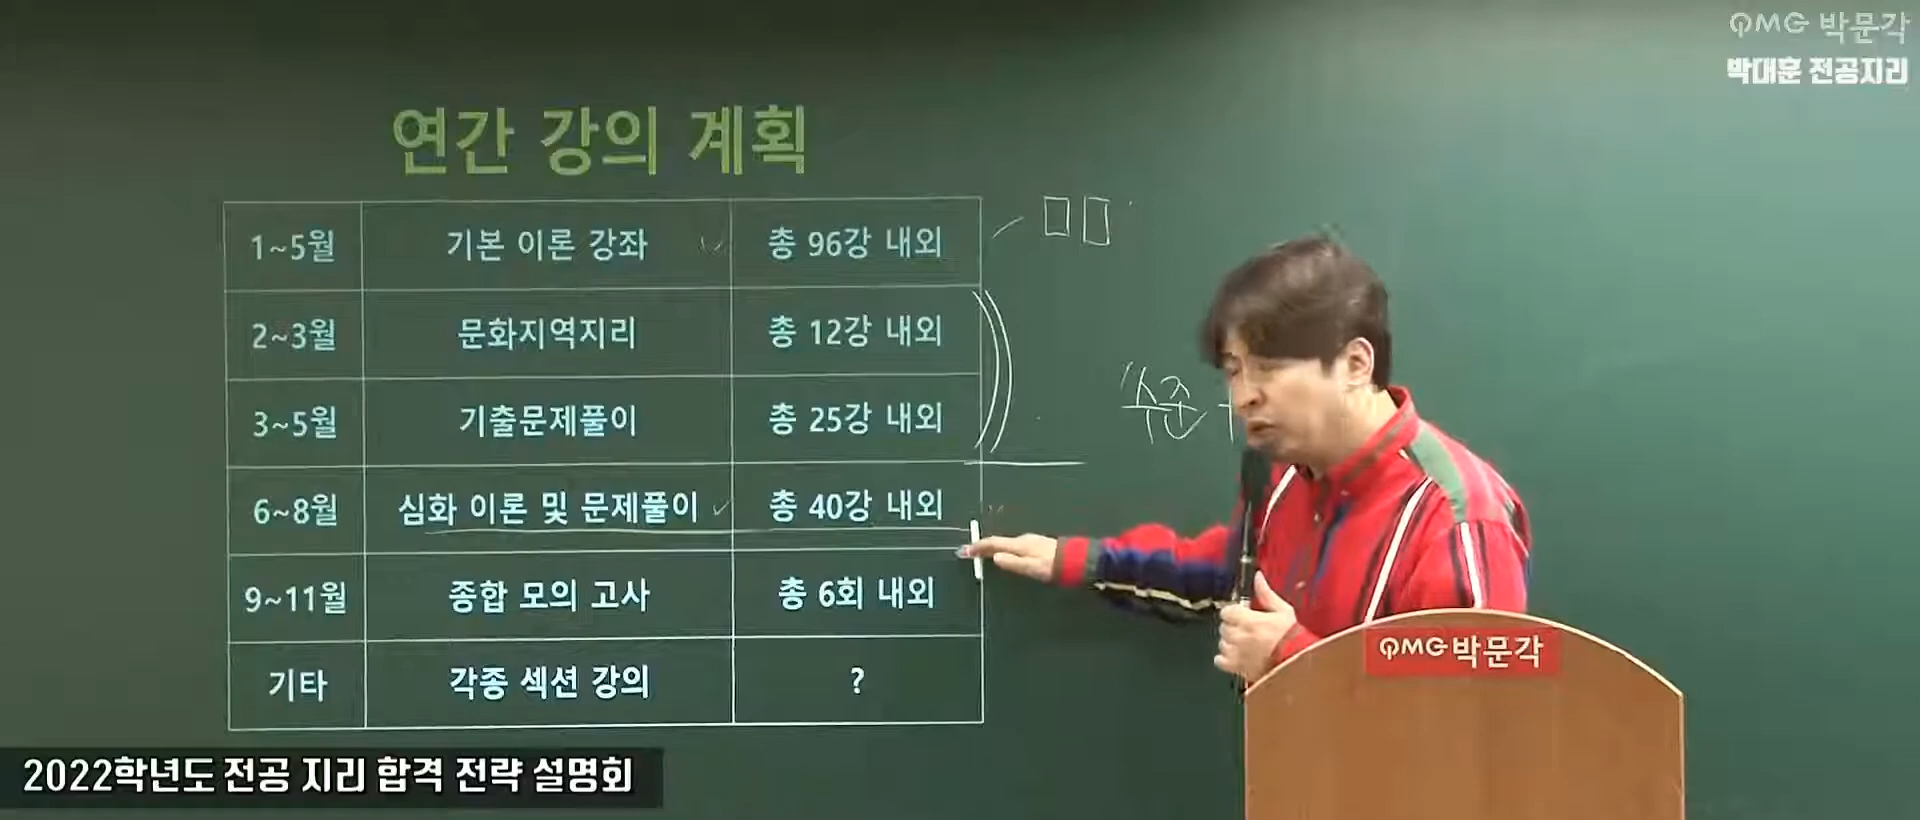 PMG 박문각
박대훈 전공지리
연간 강의 계획
1~5월 기본 이론 강좌 총 96강 내외
2~3월 문화지역지리 총 12강 내외
3~5월 기출문제풀이 총 25강 내외
6~8월 심화 이론 및 문제풀이 총 40강 내외
9~11월 종합 모의 고사 총 6회 내외
기타 각종 섹션 강의 ?
수준
PMG 박문각
2022학년도 전공 지리 합격 전략 설명회